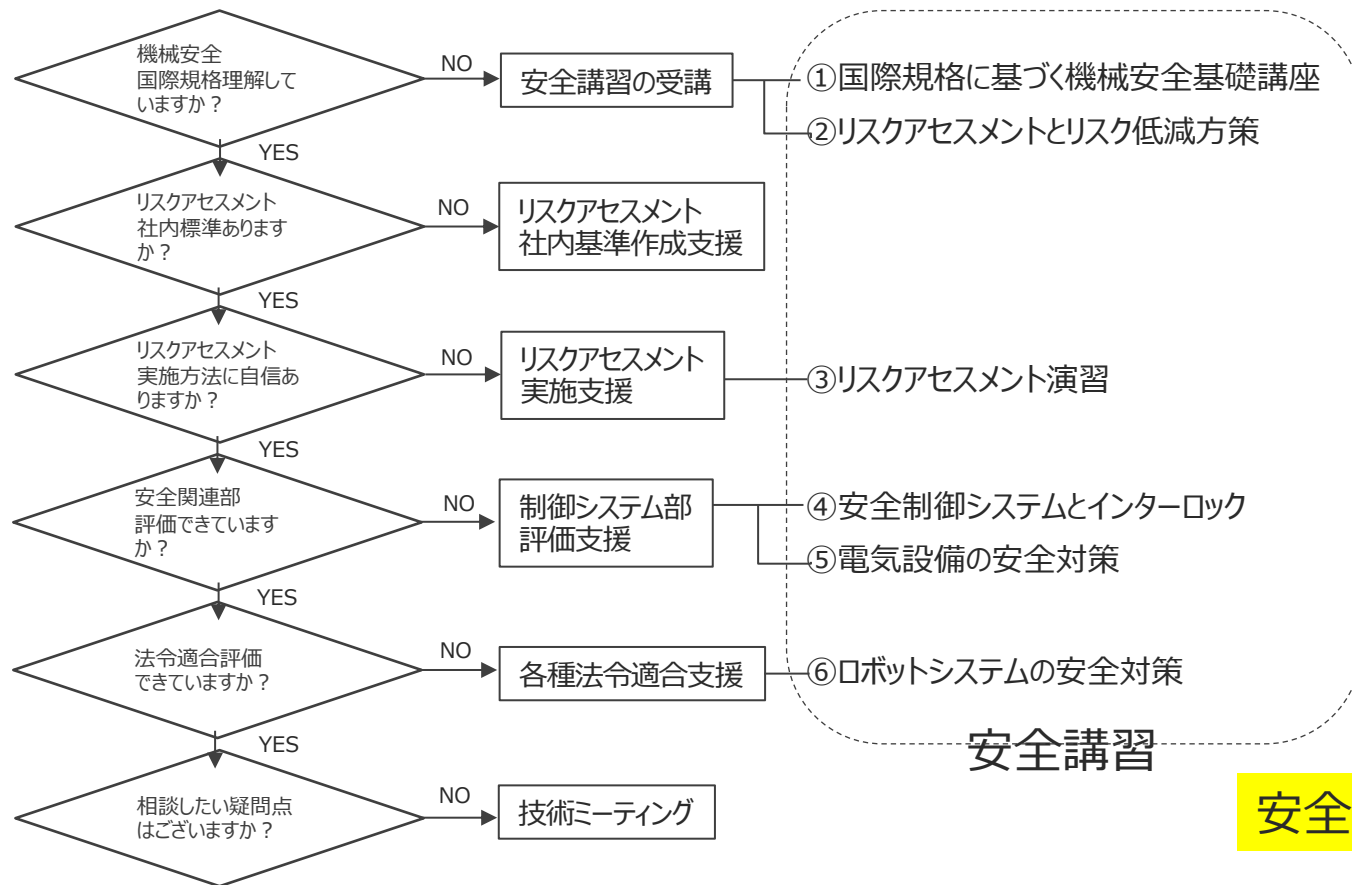 機械安全
国際規格理解して
いますか？
NO
安全講習の受講
①国際規格に基づく機械安全基礎講座
②リスクアセスメントとリスク低減方策
YES
リスクアセスメント
社内標準あります
か？
NO
リスクアセスメント
社内基準作成支援
YES
リスクアセスメント
実施方法に自信あ
りますか？
NO
リスクアセスメント
実施支援
③リスクアセスメント演習
YES
安全関連部
評価できています
か？
NO
制御システム部
評価支援
④安全制御システムとインターロック
⑤電気設備の安全対策
YES
法令適合評価
できていますか？
NO
各種法令適合支援
⑥ロボットシステムの安全対策
YES
安全講習
相談したい疑問点
はございますか？
NO
技術ミーティング
安全